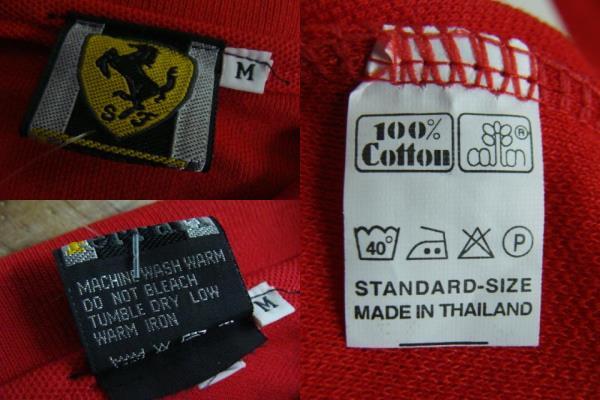 S F
M
MACHINE WASH WARM
DO NOT BLEACH
TUMBLE DRY LOW
WARM IRON
M
100%
Cotton
cotton ®
40°
P
STANDARD-SIZE
MADE IN THAILAND